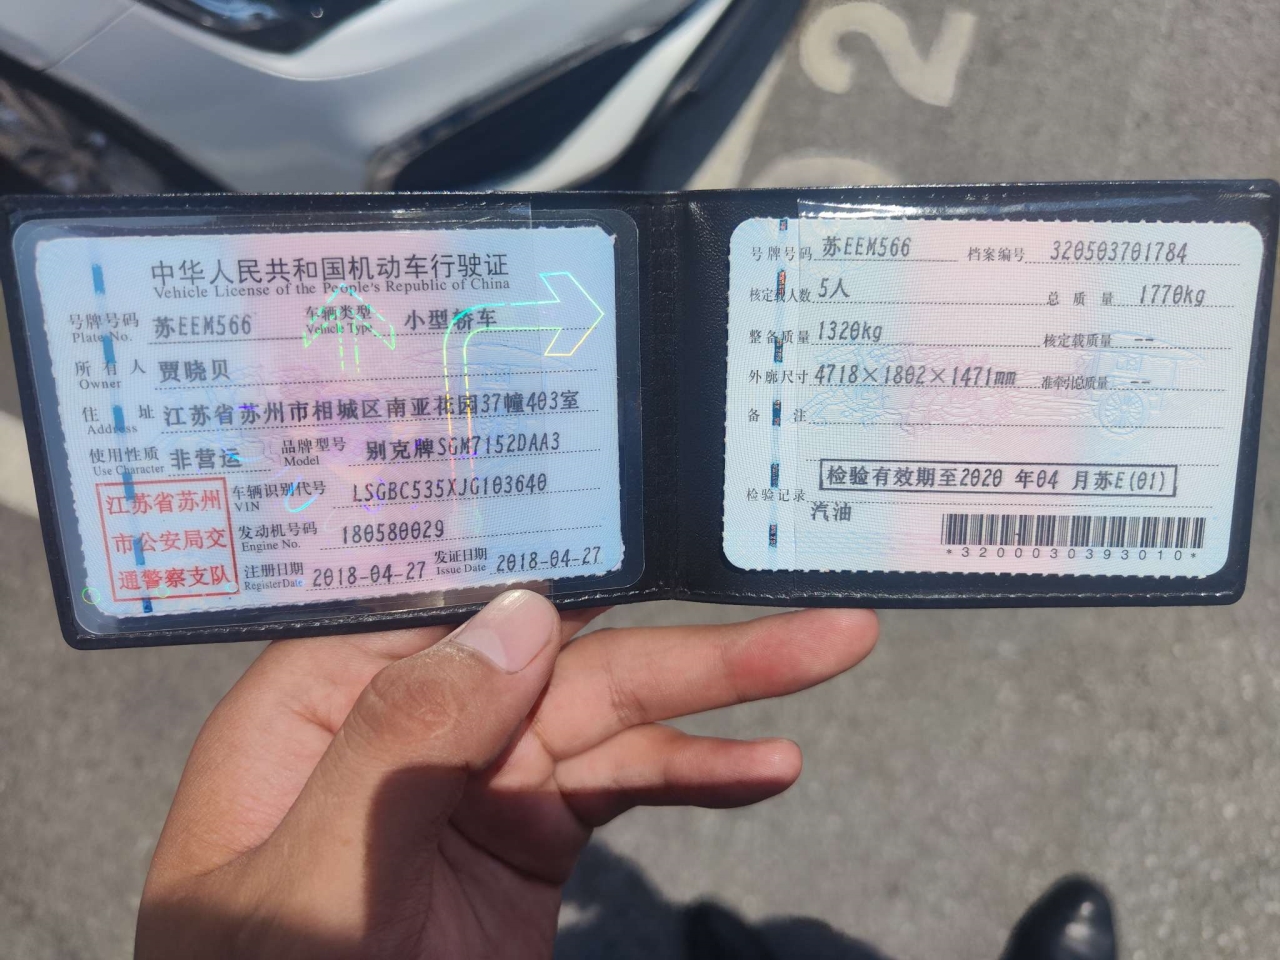 中华人民共和国机动车行驶证
Vehicle License of the People's Republic of China
号牌号码 苏EEM566 车辆类型 小型轿车
Plate No. Vehicle Type
所有人 贾晓贝
Owner
住址 江苏省苏州市相城区南亚花园37幢403室
Address
使用性质 非营运 品牌型号 别克牌SGM7152DAA3
Use Character Model
江苏省苏州
市公安局交
通警察支队
车辆识别代号 LSGBC535XJG103640
VIN
发动机号码 180580029
Engine No.
注册日期 2018-04-27 发证日期 2018-04-27
Register Date Issue Date
号牌号码 苏EEM566 档案编号 320503701784
核定载人数 5人 总质量 1770kg
整备质量 1320kg 核定载质量 --
外廓尺寸 4718×1802×1471mm 准牵引总质量 --
备注
检验有效期至2020 年04 月苏E(01)
检验记录
汽油
*3200030393010*
2